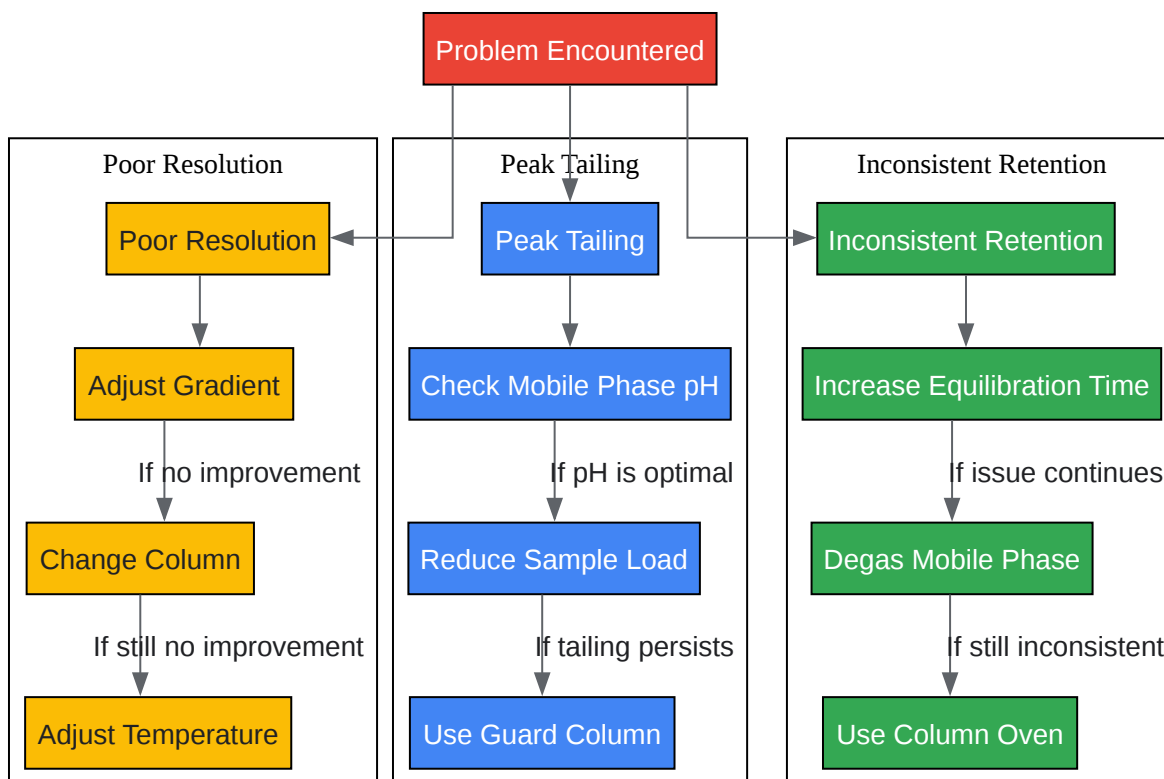 Problem Encountered
Poor Resolution
Poor Resolution
Adjust Gradient
If no improvement
Change Column
If still no improvement
Adjust Temperature
Peak Tailing
Peak Tailing
Check Mobile Phase pH
If pH is optimal
Reduce Sample Load
If tailing persists
Use Guard Column
Inconsistent Retention
Inconsistent Retention
Increase Equilibration Time
If issue continues
Degas Mobile Phase
If still inconsistent
Use Column Oven